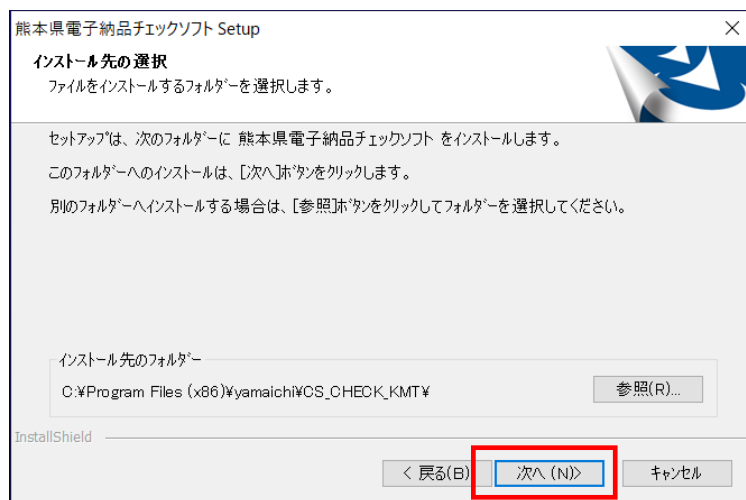 熊本県電子納品チェックソフト Setup
インストール先の選択
ファイルをインストールするフォルダーを選択します。
セットアップは、次のフォルダーに 熊本県電子納品チェックソフト をインストールします。
このフォルダーへのインストールは、[次へ]ボタンをクリックします。
別のフォルダーへインストールする場合は、[参照]ボタンをクリックしてフォルダーを選択してください。
インストール先のフォルダー
C:¥Program Files (x86)¥yamaichi¥CS_CHECK_KMT¥
参照(R)...
InstallShield
< 戻る(B)
次へ (N)>
キャンセル